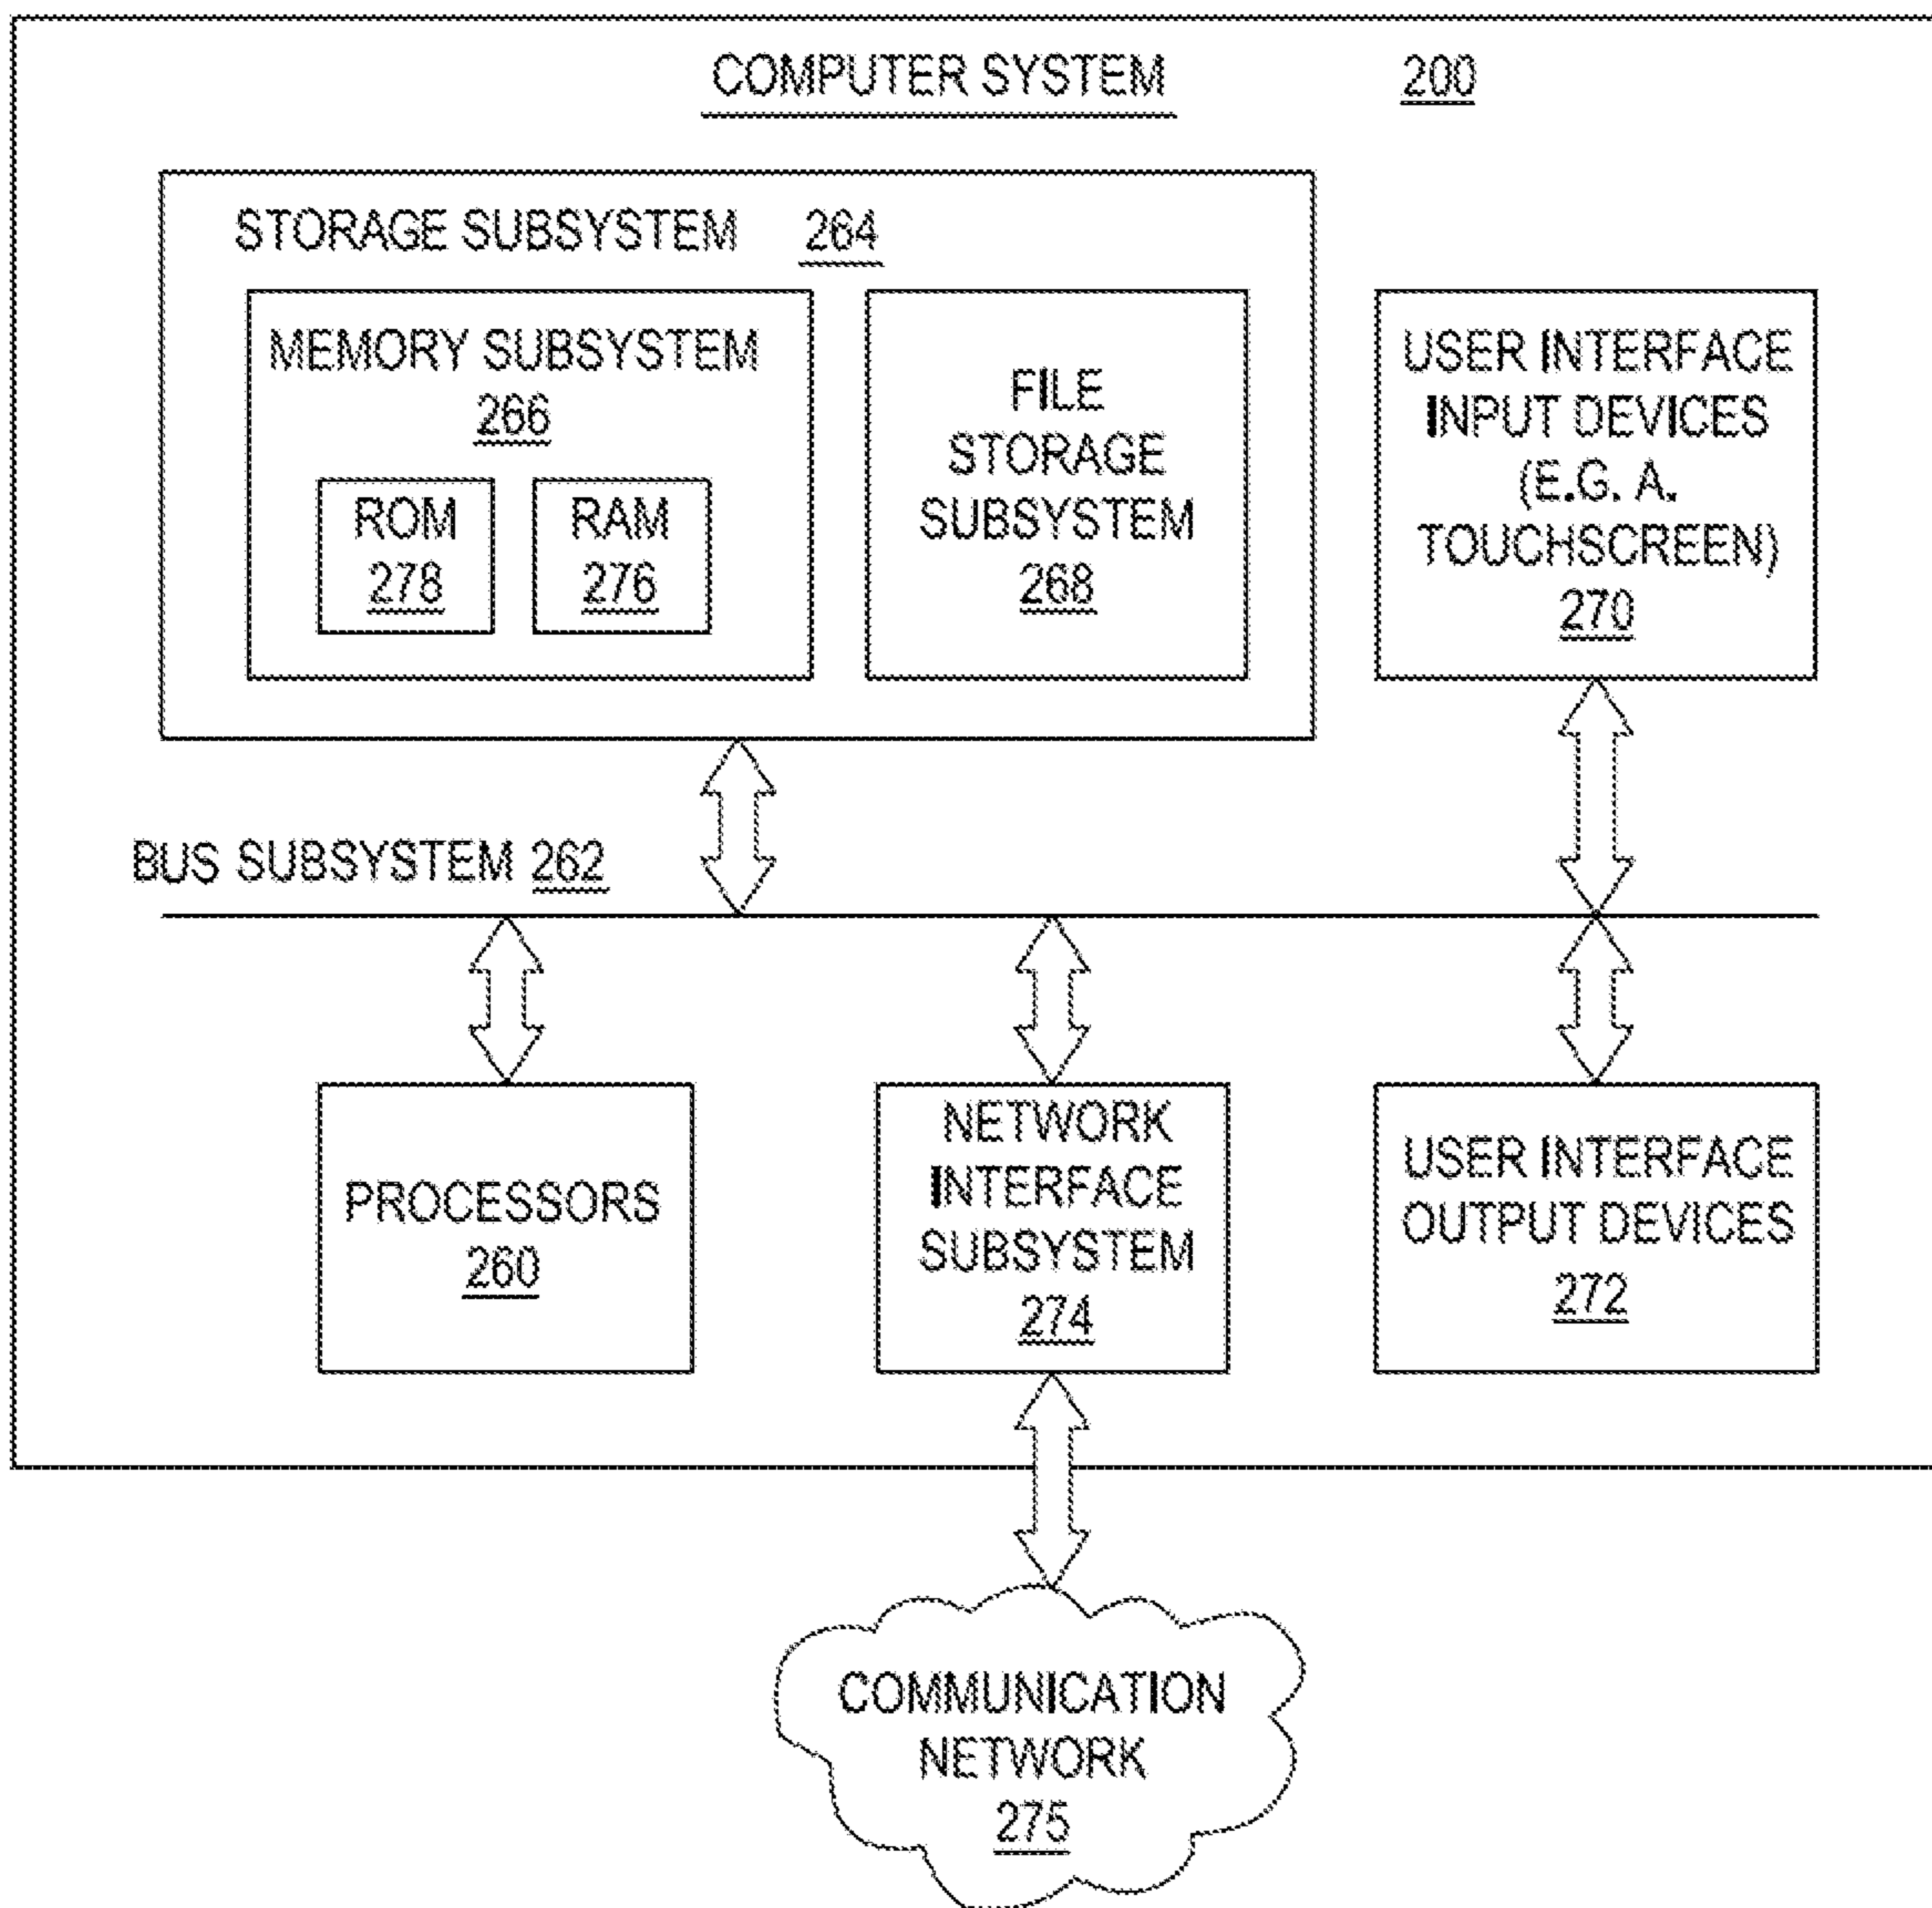 COMPUTER SYSTEM 200
STORAGE SUBSYSTEM 264
MEMORY SUBSYSTEM
266
ROM
278
RAM
276
FILE
STORAGE
SUBSYSTEM
268
USER INTERFACE
INPUT DEVICES
(E.G. A.
TOUCHSCREEN)
270
BUS SUBSYSTEM 262
PROCESSORS
260
NETWORK
INTERFACE
SUBSYSTEM
274
USER INTERFACE
OUTPUT DEVICES
272
COMMUNICATION
NETWORK
275